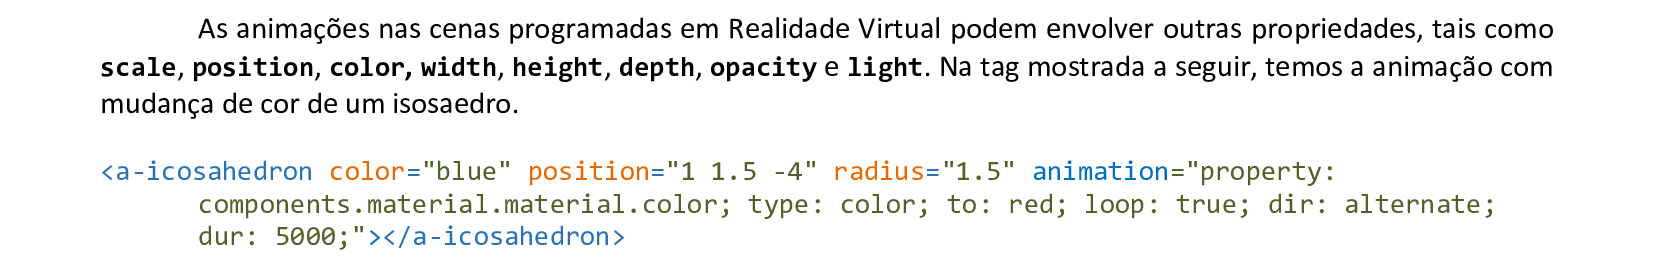 As animações nas cenas programadas em Realidade Virtual podem envolver outras propriedades, tais como
scale, position, color, width, height, depth, opacity e light. Na tag mostrada a seguir, temos a animação com
mudança de cor de um isosaedro.
<a-icosahedron color="blue" position="1 1.5 -4" radius="1.5" animation="property:
components.material.material.color; type: color; to: red; loop: true; dir: alternate;
dur: 5000;"></a-icosahedron>